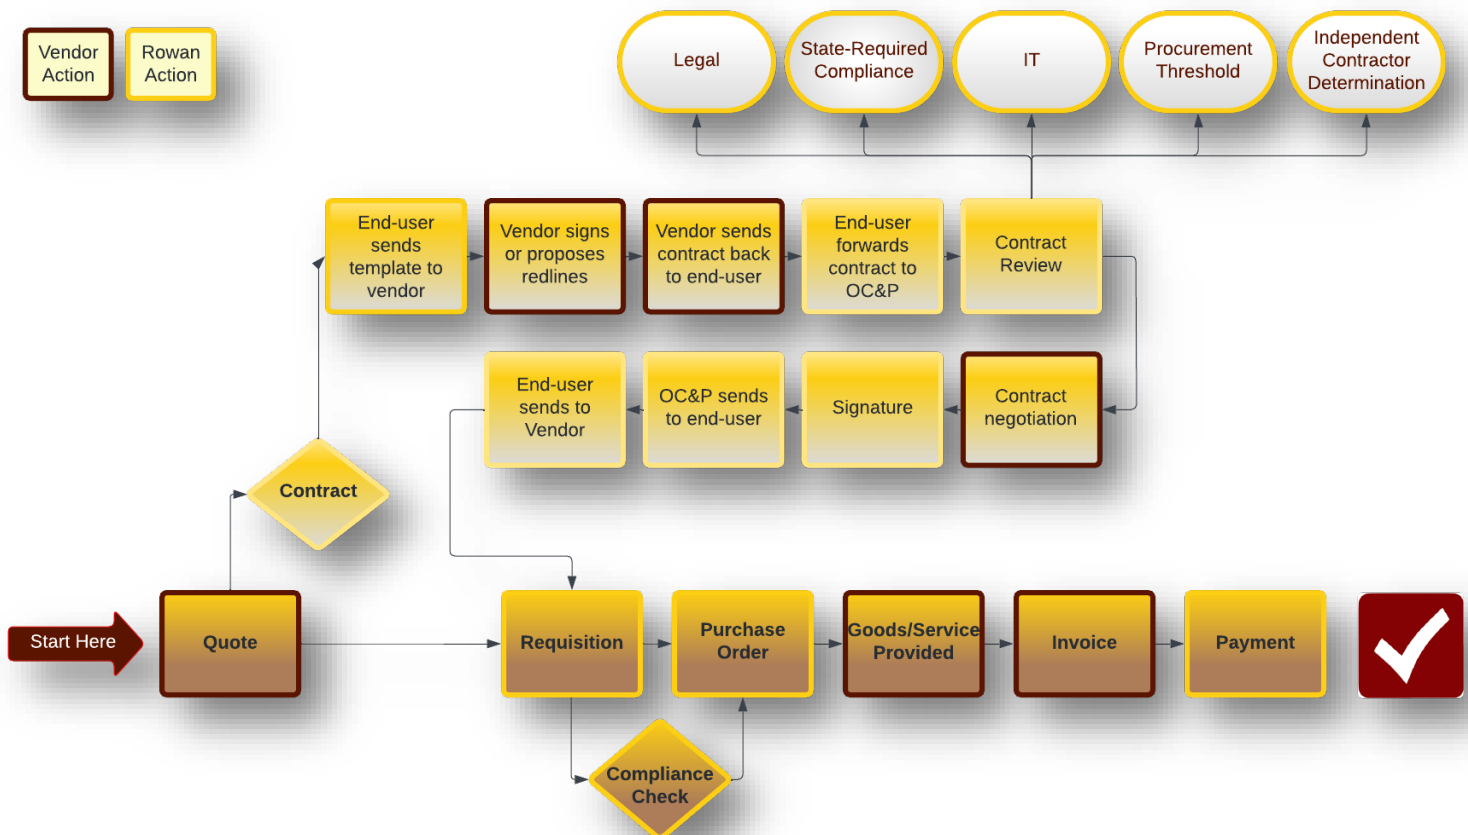 Vendor
Action
Rowan
Action
Legal
State-Required
Compliance
IT
Procurement
Threshold
Independent
Contractor
Determination
End-user
sends
template to
vendor
Vendor signs
or proposes
redlines
Vendor sends
contract back
to end-user
End-user
forwards
contract to
OC&P
Contract
Review
End-user
sends to
Vendor
OC&P sends
to end-user
Signature
Contract
negotiation
Contract
Start Here
Quote
Requisition
Purchase
Order
Goods/Service
Provided
Invoice
Payment
Compliance
Check